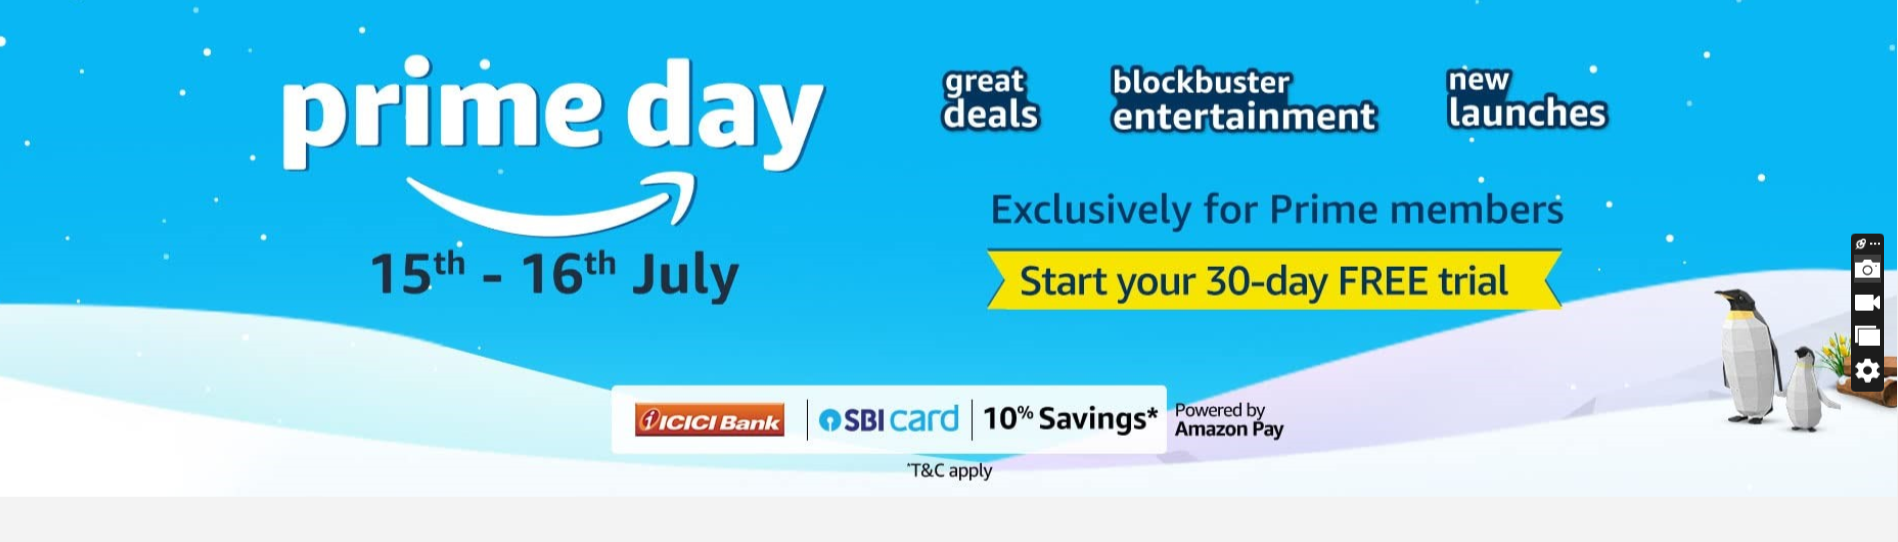 prime day
15th - 16th July
great
deals
blockbuster
entertainment
new
launches
Exclusively for Prime members
Start your 30-day FREE trial
ICICI Bank
SBI card
10% Savings*
Powered by
Amazon Pay
*T&C apply